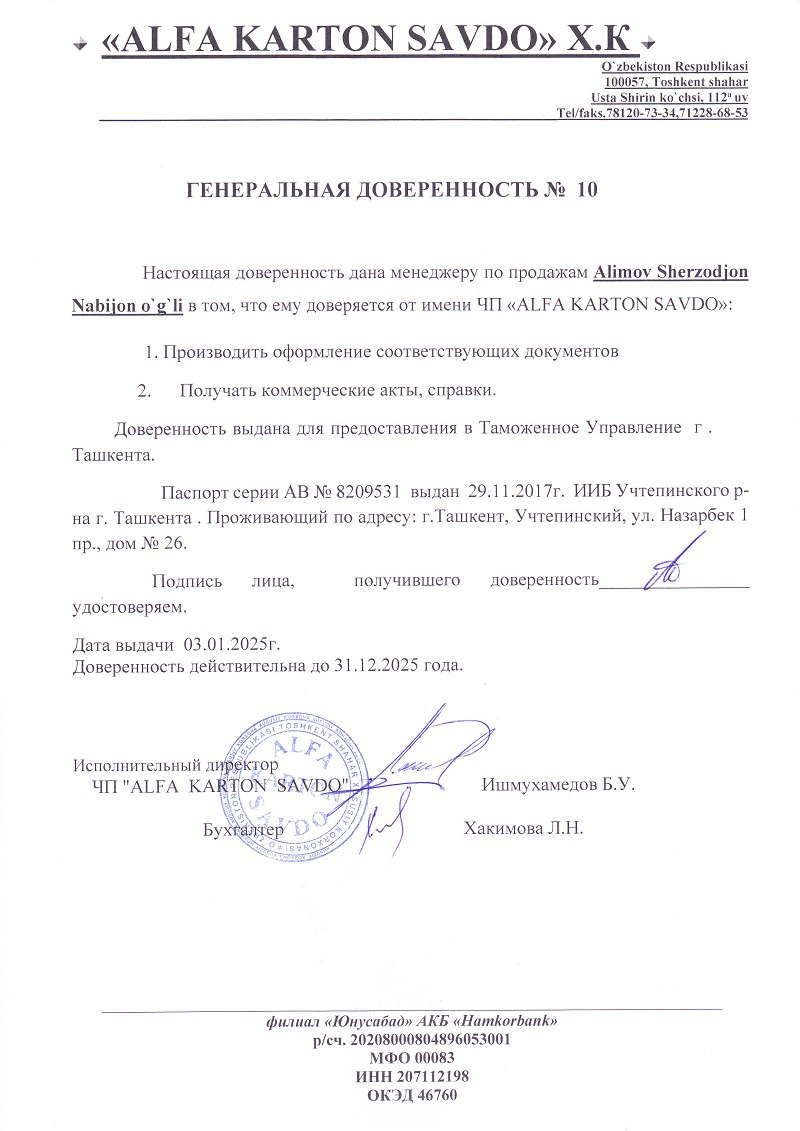 «ALFA KARTON SAVDO» X.K
O`zbekiston Respublikasi
100057, Toshkent shahar
Usta Shirin ko`chsi, 112ª uv
Tel/faks.78120-73-34,71228-68-53
ГЕНЕРАЛЬНАЯ ДОВЕРЕННОСТЬ № 10
Настоящая доверенность дана менеджеру по продажам Alimov Sherzodjon
Nabijon o`g`li в том, что ему доверяется от имени ЧП «ALFA KARTON SAVDO»:
1. Производить оформление соответствующих документов
2. Получать коммерческие акты, справки.
Доверенность выдана для предоставления в Таможенное Управление г .
Ташкента.
Паспорт серии АВ № 8209531 выдан 29.11.2017г. ИИБ Учтепинского р-
на г. Ташкента . Проживающий по адресу: г.Ташкент, Учтепинский, ул. Назарбек 1
пр., дом № 26.
Подпись лица, получившего доверенность
удостоверяем.
Дата выдачи 03.01.2025г.
Доверенность действительна до 31.12.2025 года.
Исполнительный директор
ЧП "ALFA KARTON SAVDO" Ишмухамедов Б.У.
Бухгалтер Хакимова Л.Н.
ALFA
KARTON
SAVDO
TOSHKENT SHAHAR XUSUSIY KORXONASI
филиал «Юнусабад» АКБ «Hamkorbank»
р/сч. 20208000804896053001
МФО 00083
ИНН 207112198
ОКЭД 46760